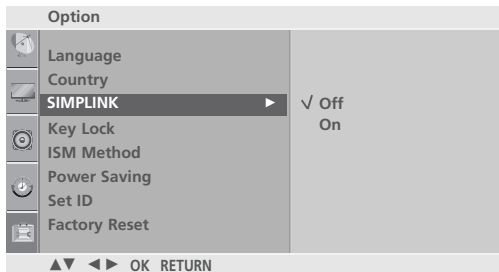 Option
Language
Country
SIMPLINK ► √ Off
On
Key Lock
ISM Method
Power Saving
Set ID
Factory Reset
▲▼ ◄► OK RETURN